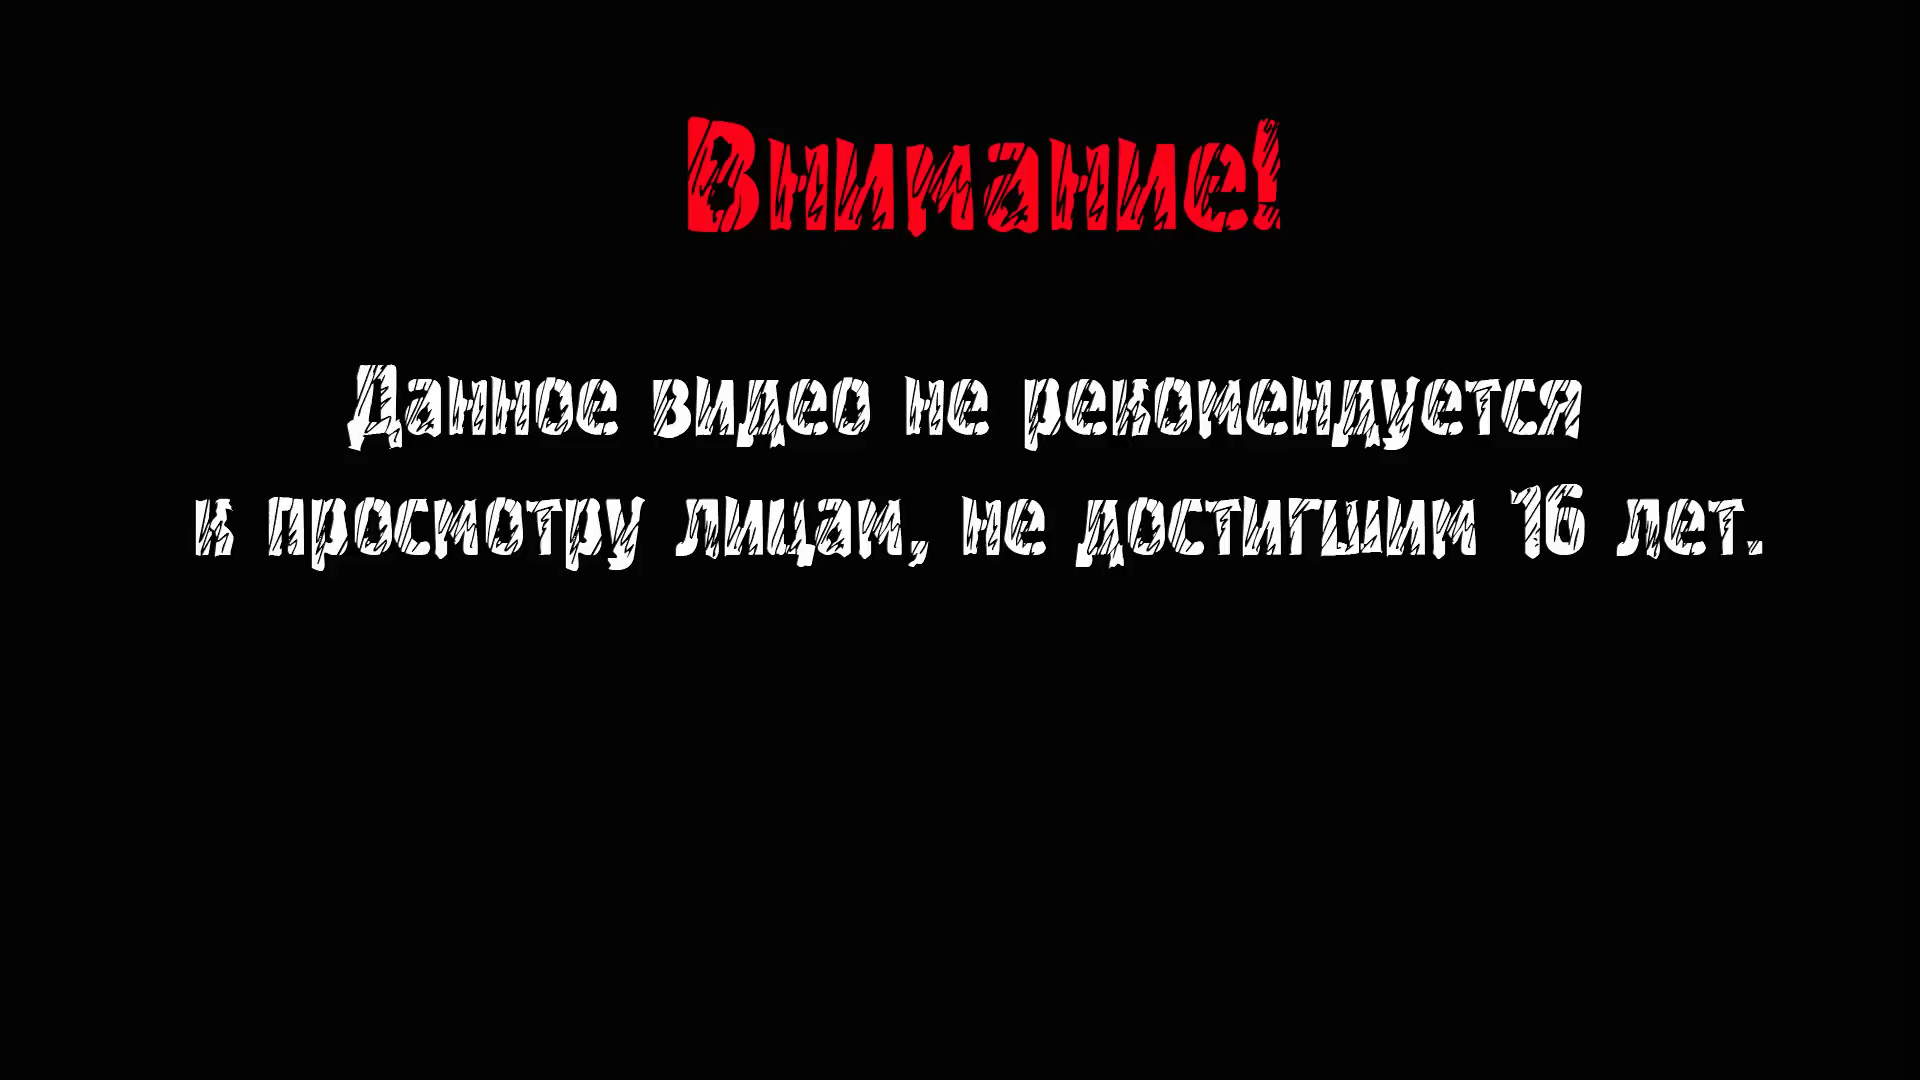 Внимание!
Данное видео не рекомендуется
к просмотру лицам, не достигшим 16 лет.